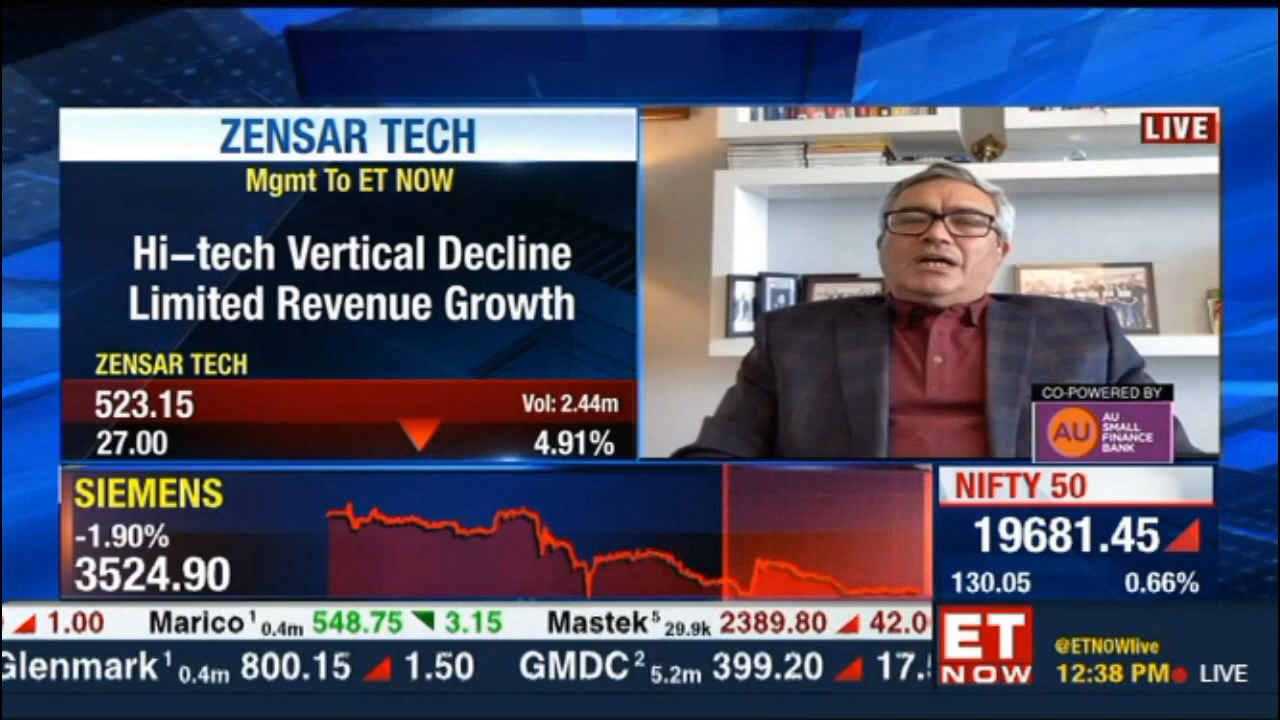 ZENSAR TECH
Mgmt To ET NOW
Hi-tech Vertical Decline
Limited Revenue Growth
ZENSAR TECH
523.15 Vol: 2.44m
27.00 4.91%
LIVE
CO-POWERED BY
AU
AU
SMALL
FINANCE
BANK
SIEMENS
-1.90%
3524.90
NIFTY 50
19681.45
130.05 0.66%
1.00 Marico 1 0.4m 548.75 3.15 Mastek 5 29.9k 2389.80 42.0
Glenmark 1 0.4m 800.15 1.50 GMDC 2 5.2m 399.20 17.
ET
NOW
@ETNOWlive
12:38 PM LIVE